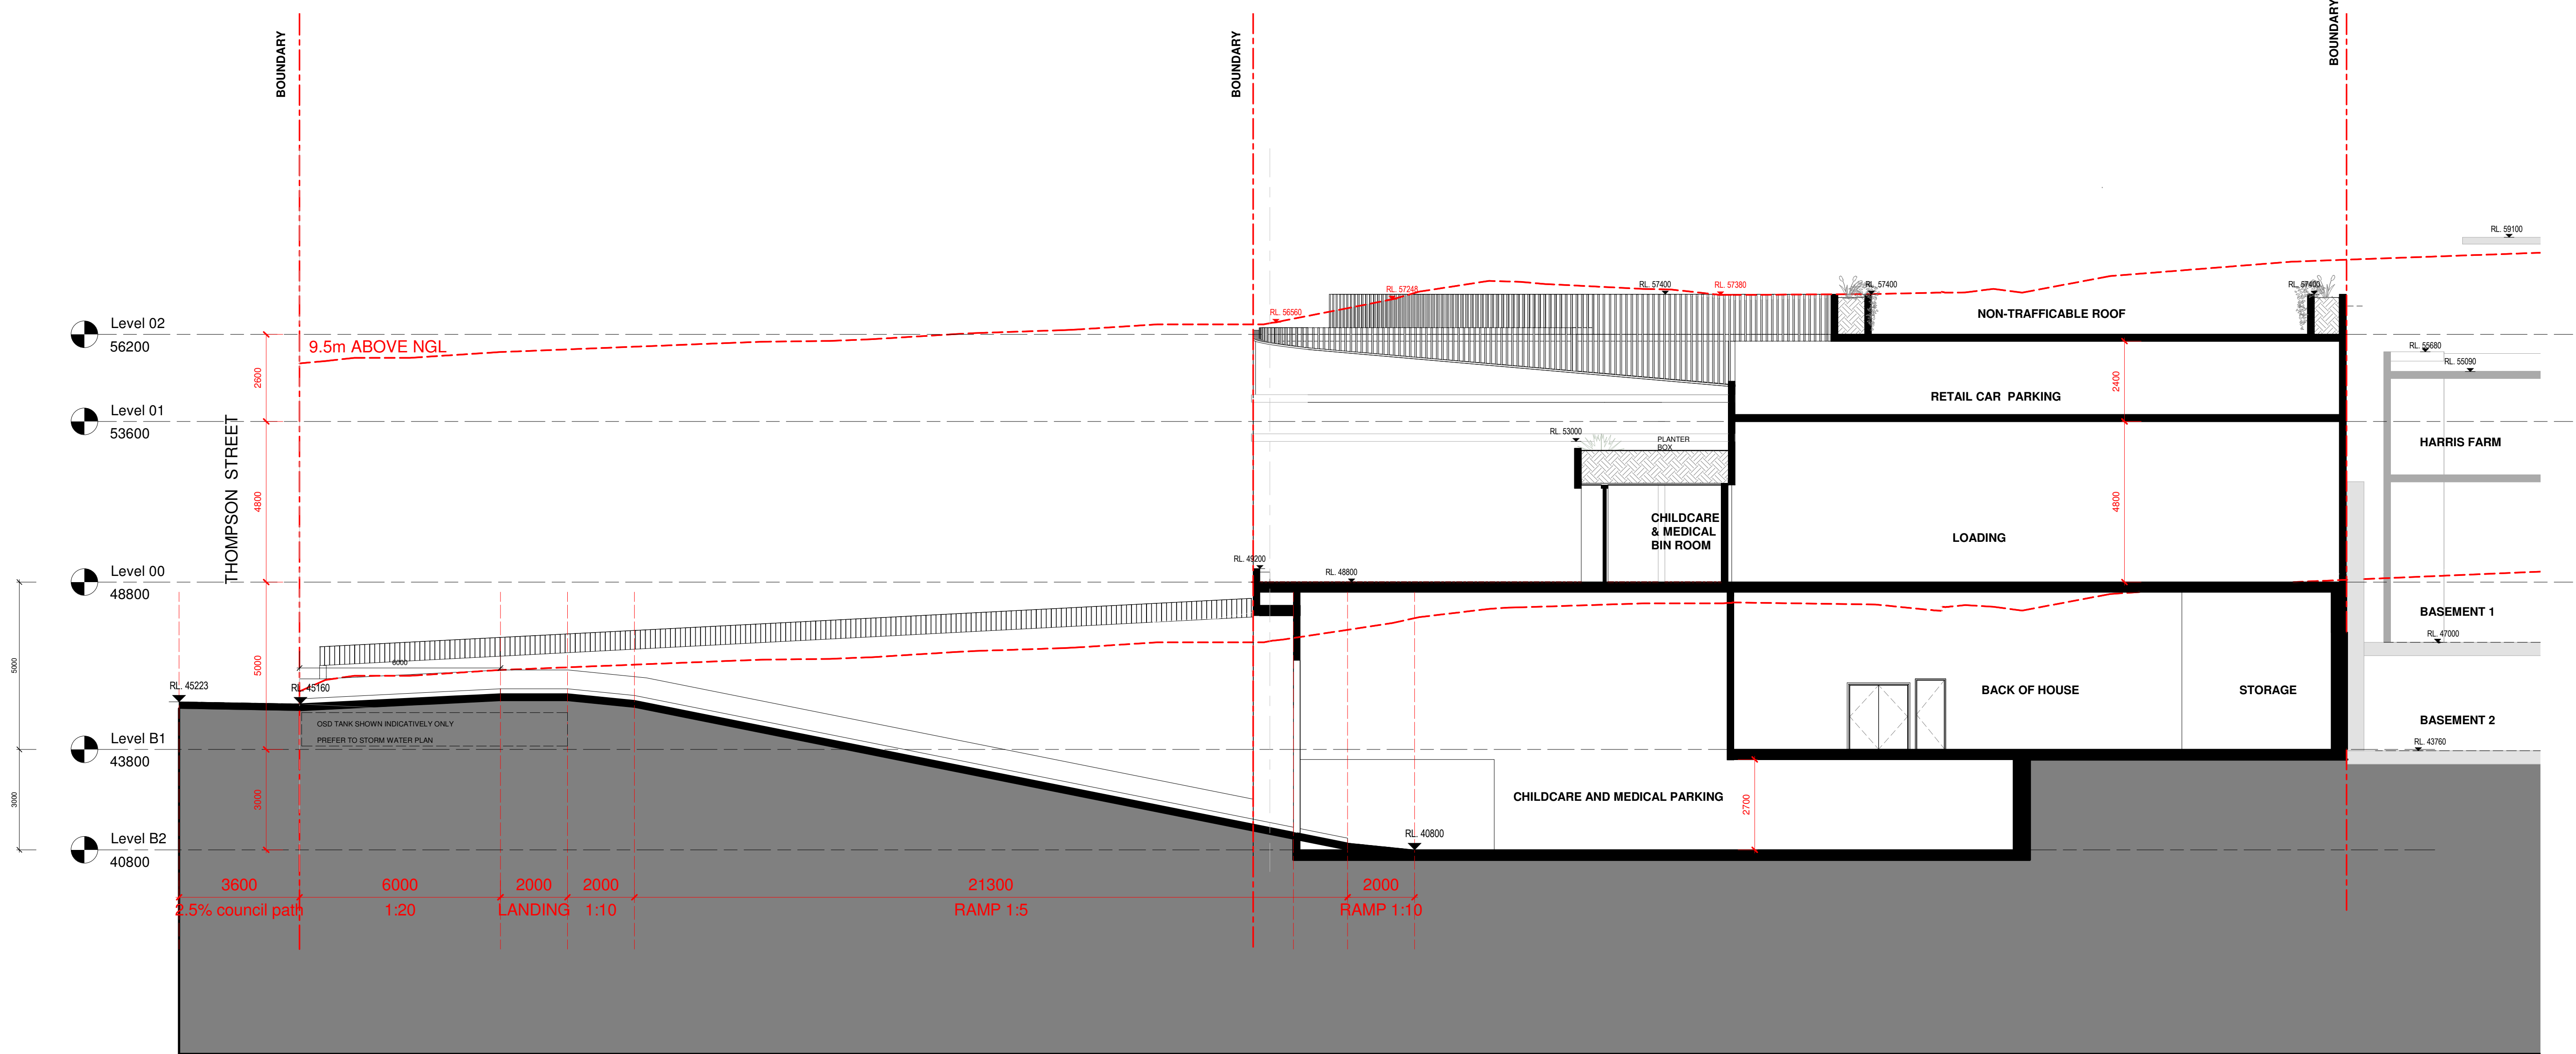 BOUNDARY
BOUNDARY
BOUNDARY
RL. 59100
RL. 57248
RL. 57400
RL. 57380
RL. 57400
RL. 57400
RL. 56560
NON-TRAFFICABLE ROOF
Level 02
56200
9.5m ABOVE NGL
RL. 55680
RL. 55090
2600
2400
RETAIL CAR PARKING
Level 01
53600
THOMPSON STREET
RL. 53000
PLANTER
BOX
HARRIS FARM
4800
4800
CHILDCARE
& MEDICAL
BIN ROOM
LOADING
RL. 49200
RL. 48800
Level 00
48800
BASEMENT 1
RL. 47000
5000
5000
6000
RL. 45223
RL. 45160
BACK OF HOUSE
STORAGE
OSD TANK SHOWN INDICATIVELY ONLY
PREFER TO STORM WATER PLAN
BASEMENT 2
RL. 43760
Level B1
43800
3000
3000
CHILDCARE AND MEDICAL PARKING
2700
RL. 40800
Level B2
40800
3600
6000
2000
2000
21300
2000
2.5% council path
1:20
LANDING
1:10
RAMP 1:5
RAMP 1:10